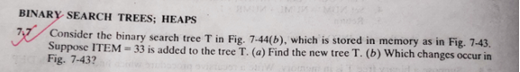 BINARY SEARCH TREES; HEAPS
7.7 Consider the binary search tree T in Fig. 7-44(b), which is stored in memory as in Fig. 7-43.
Suppose ITEM = 33 is added to the tree T. (a) Find the new tree T. (b) Which changes occur in
Fig. 7-43?